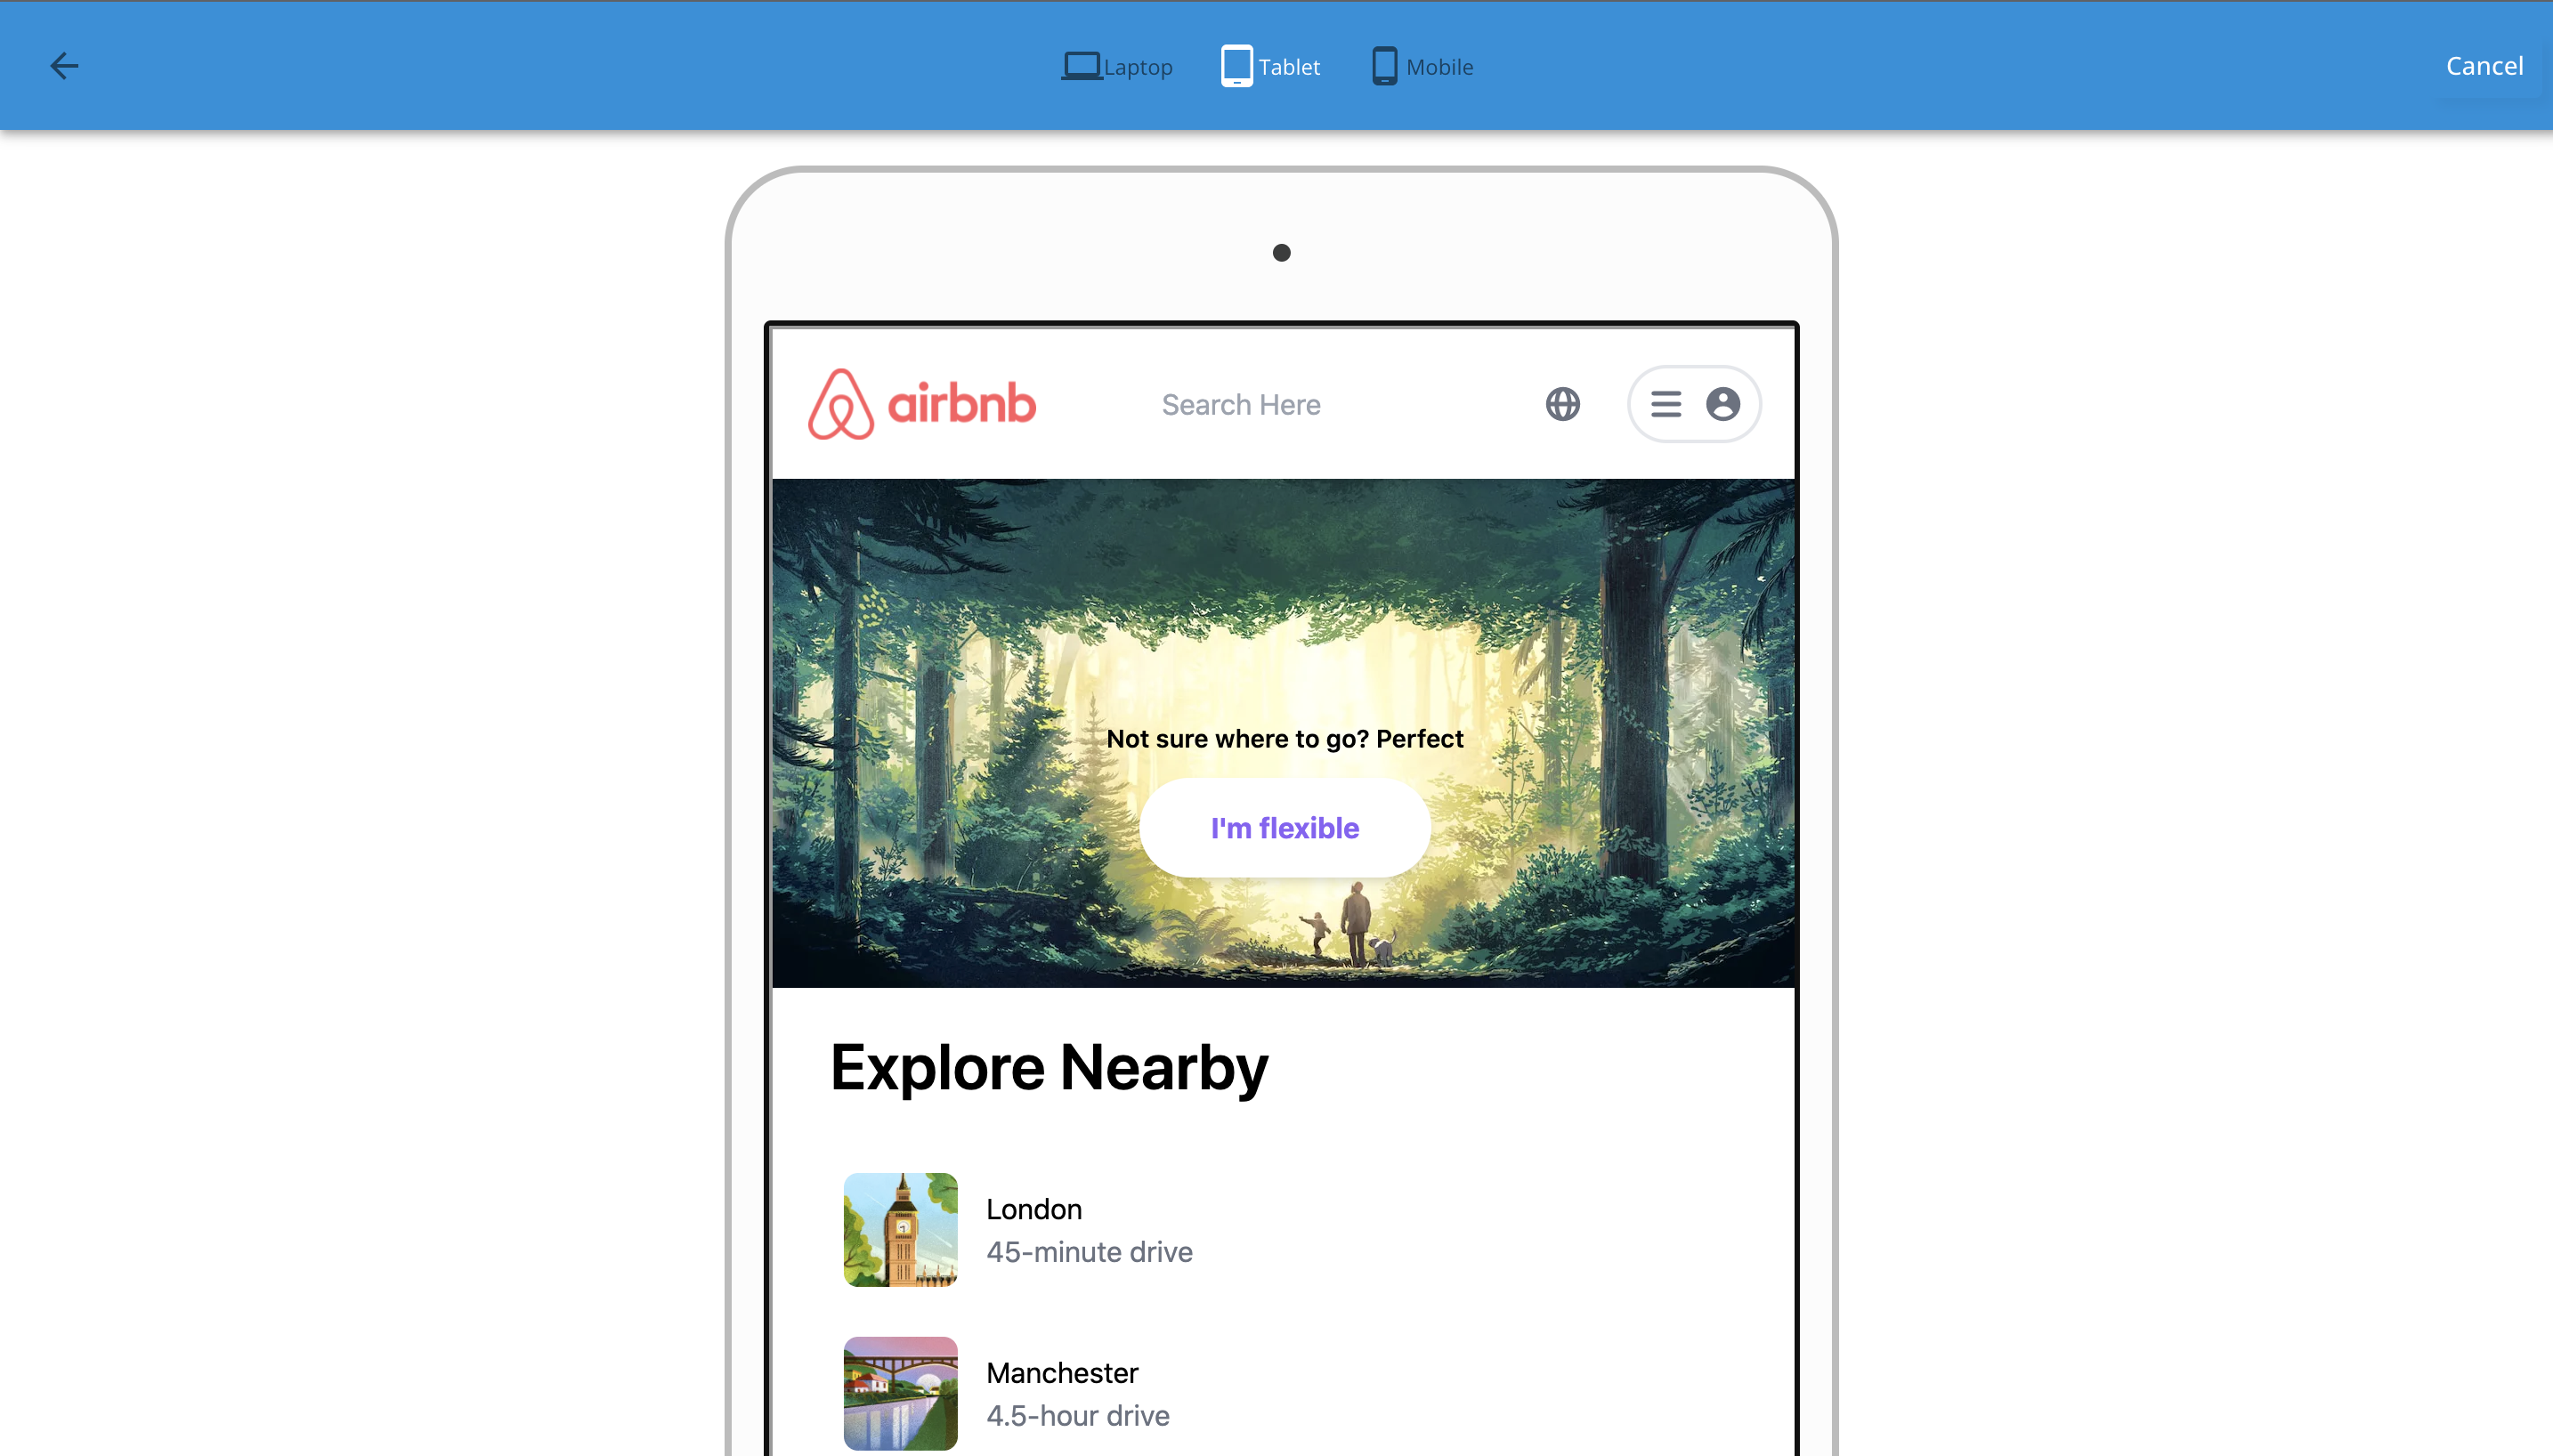 Laptop Tablet Mobile Cancel
airbnb Search Here
Not sure where to go? Perfect
I'm flexible
Explore Nearby
London
45-minute drive
Manchester
4.5-hour drive